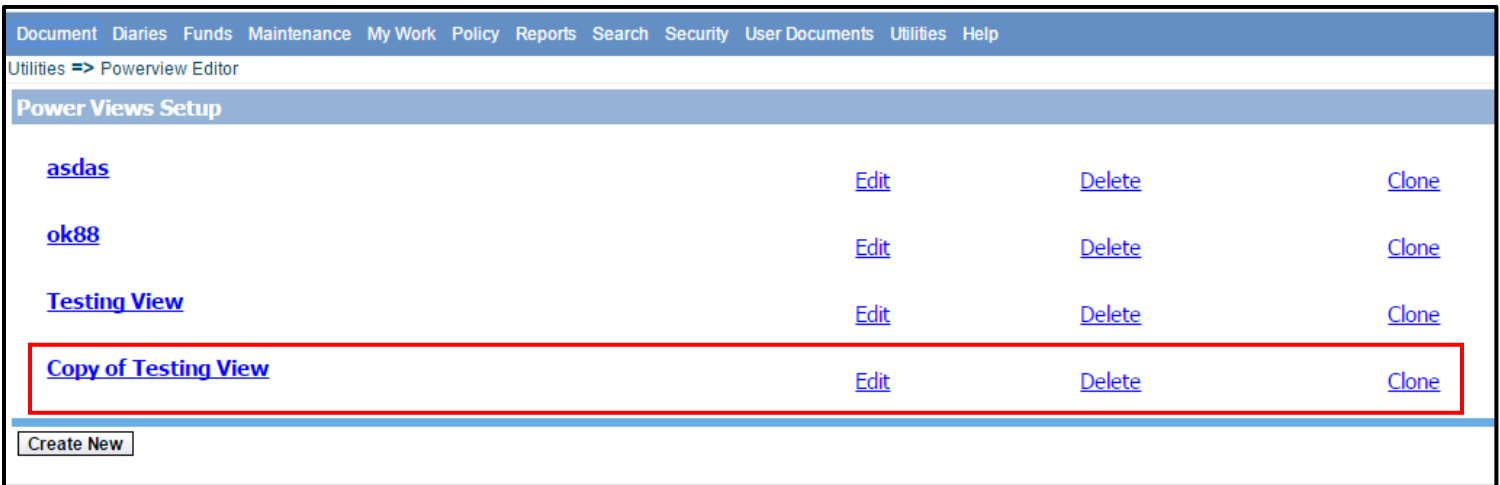 Document Diaries Funds Maintenance My Work Policy Reports Search Security User Documents Utilities Help
Utilities => Powerview Editor
Power Views Setup
asdas Edit Delete Clone
ok88 Edit Delete Clone
Testing View Edit Delete Clone
Copy of Testing View Edit Delete Clone
Create New